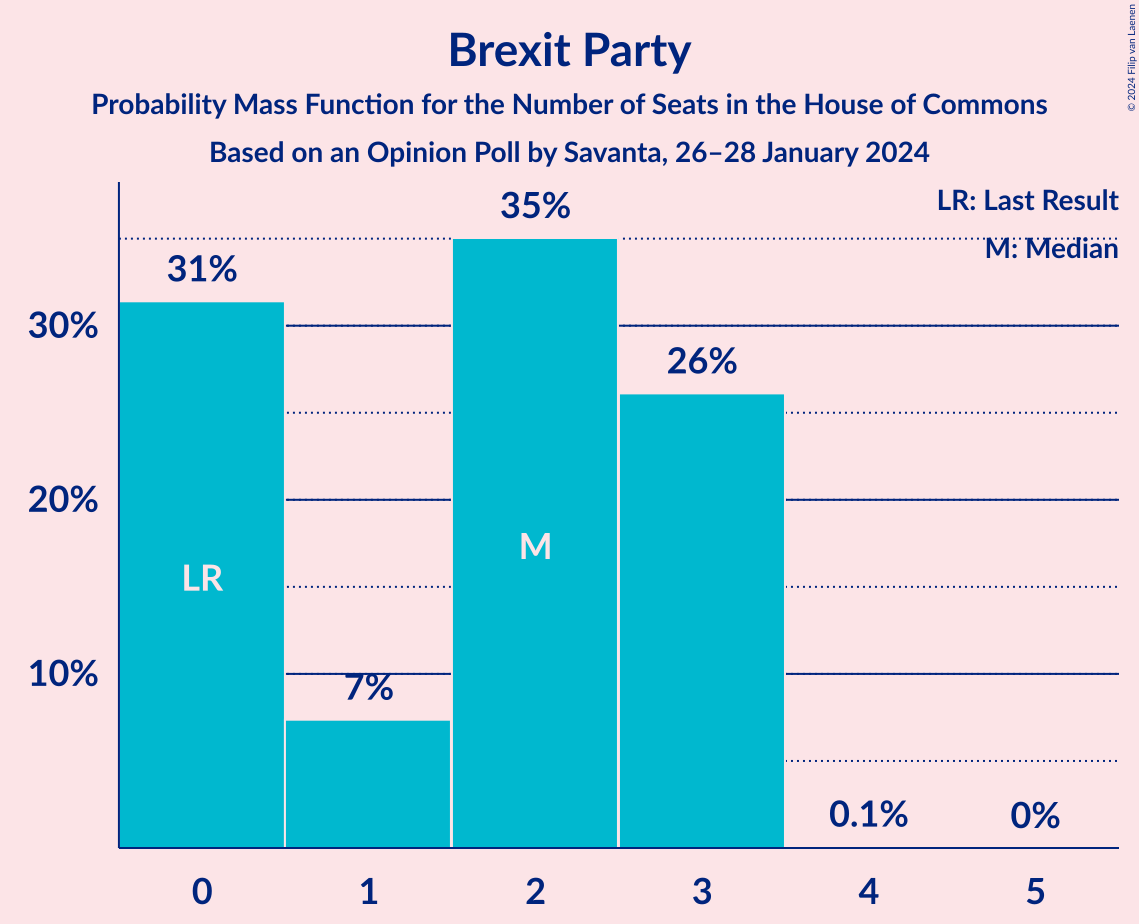 Brexit Party
Probability Mass Function for the Number of Seats in the House of Commons
Based on an Opinion Poll by Savanta, 26–28 January 2024
© 2024 Filip van Laenen
LR: Last Result
M: Median
35%
31%
30%
26%
20%
M
LR
10%
7%
0.1%
0%
0 1 2 3 4 5